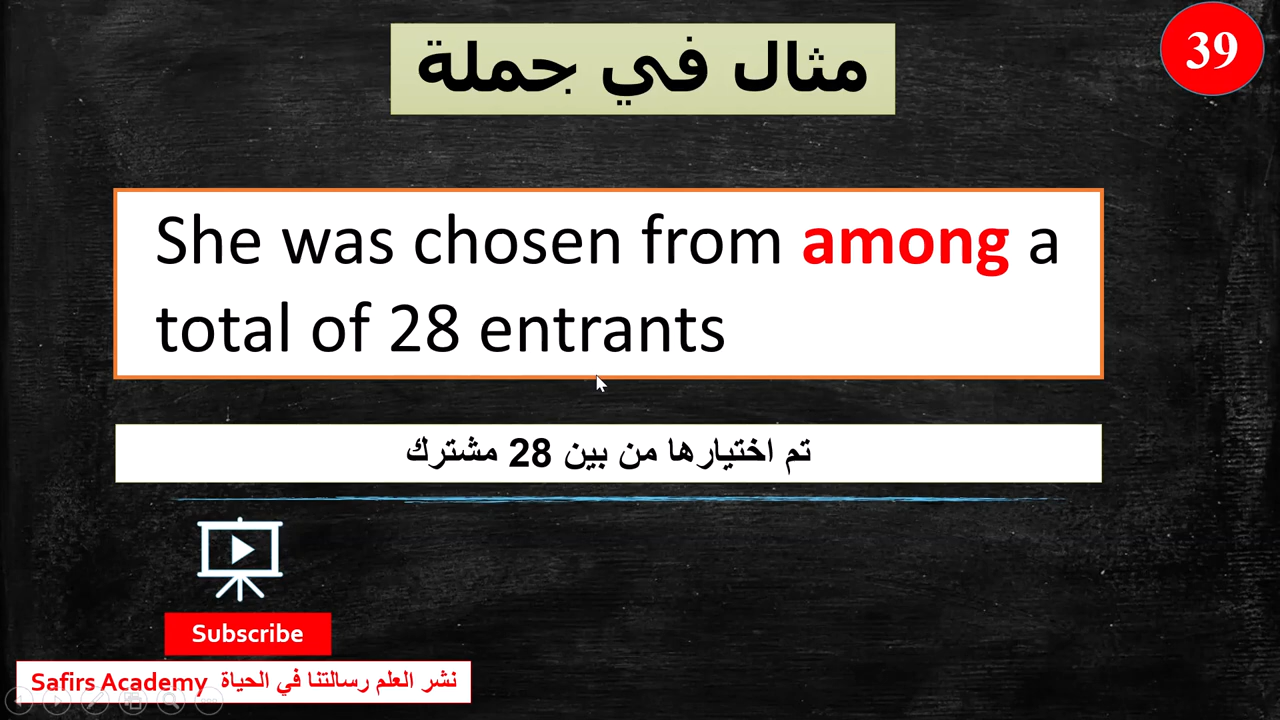 مثال في جملة
39
She was chosen from among a
total of 28 entrants
تم اختيارها من بين 28 مشترك
Subscribe
Safirs Academy نشر العلم رسالتنا في الحياة